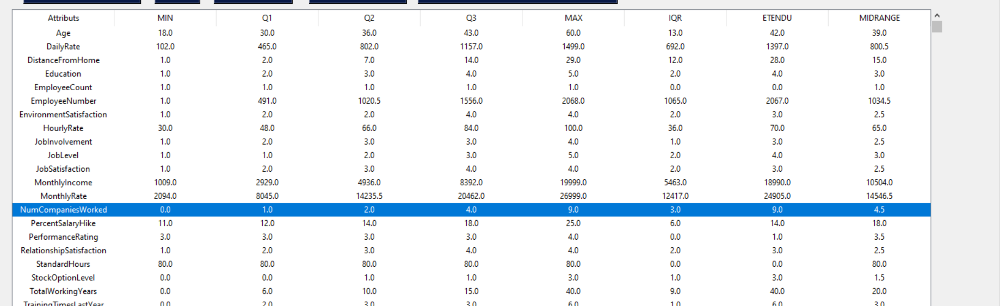 Attributs MIN Q1 Q2 Q3 MAX IQR ETENDU MIDRANGE
Age 18.0 30.0 36.0 43.0 60.0 13.0 42.0 39.0
DailyRate 102.0 465.0 802.0 1157.0 1499.0 692.0 1397.0 800.5
DistanceFromHome 1.0 2.0 7.0 14.0 29.0 12.0 28.0 15.0
Education 1.0 2.0 3.0 4.0 5.0 2.0 4.0 3.0
EmployeeCount 1.0 1.0 1.0 1.0 1.0 0.0 0.0 1.0
EmployeeNumber 1.0 491.0 1020.5 1556.0 2068.0 1065.0 2067.0 1034.5
EnvironmentSatisfaction 1.0 2.0 2.0 4.0 4.0 2.0 3.0 2.5
HourlyRate 30.0 48.0 66.0 84.0 100.0 36.0 70.0 65.0
JobInvolvement 1.0 2.0 3.0 3.0 4.0 1.0 3.0 2.5
JobLevel 1.0 1.0 2.0 3.0 5.0 2.0 4.0 3.0
JobSatisfaction 1.0 2.0 3.0 4.0 4.0 2.0 3.0 2.5
MonthlyIncome 1009.0 2929.0 4936.0 8392.0 19999.0 5463.0 18990.0 10504.0
MonthlyRate 2094.0 8045.0 14235.5 20462.0 26999.0 12417.0 24905.0 14546.5
NumCompaniesWorked 0.0 1.0 2.0 4.0 9.0 3.0 9.0 4.5
PercentSalaryHike 11.0 12.0 14.0 18.0 25.0 6.0 14.0 18.0
PerformanceRating 3.0 3.0 3.0 3.0 4.0 0.0 1.0 3.5
RelationshipSatisfaction 1.0 2.0 3.0 4.0 4.0 2.0 3.0 2.5
StandardHours 80.0 80.0 80.0 80.0 80.0 0.0 0.0 80.0
StockOptionLevel 0.0 0.0 1.0 1.0 3.0 1.0 3.0 1.5
TotalWorkingYears 0.0 6.0 10.0 15.0 40.0 9.0 40.0 20.0
TrainingTimesLastYear 0.0 2.0 3.0 3.0 6.0 1.0 6.0 3.0